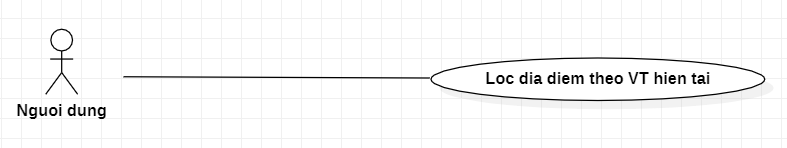 Loc dia diem theo VT hien tai
Nguoi dung